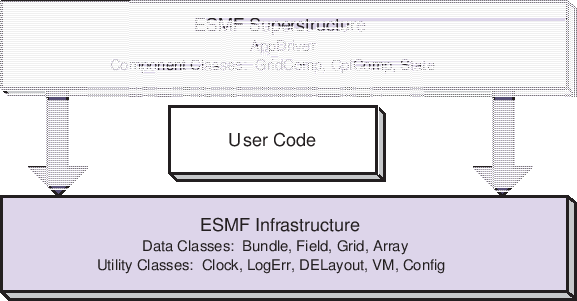 ESMF Superstructure
AppDriver
Component Classes: GridComp, CplComp, State
User Code
ESMF Infrastructure
Data Classes: Bundle, Field, Grid, Array
Utility Classes: Clock, LogErr, DELayout, VM, Config